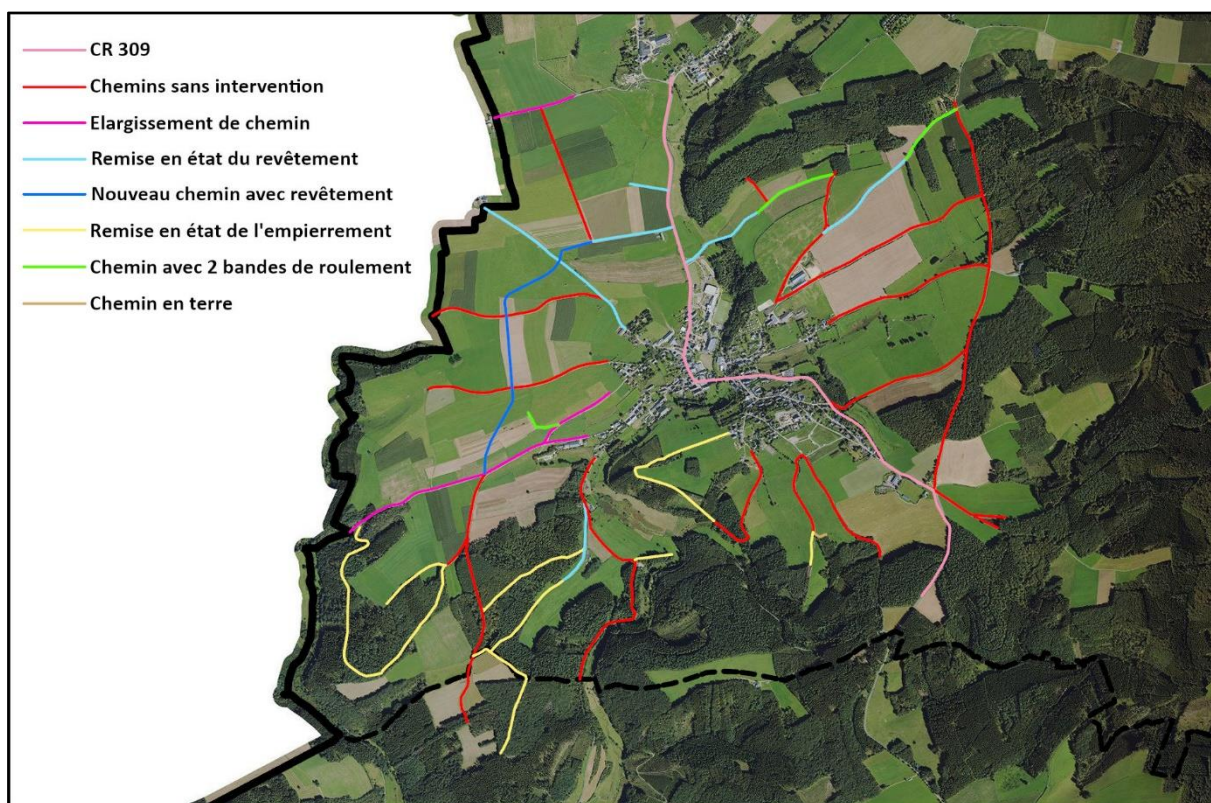 CR 309
Chemins sans intervention
Elargissement de chemin
Remise en état du revêtement
Nouveau chemin avec revêtement
Remise en état de l'empierrement
Chemin avec 2 bandes de roulement
Chemin en terre